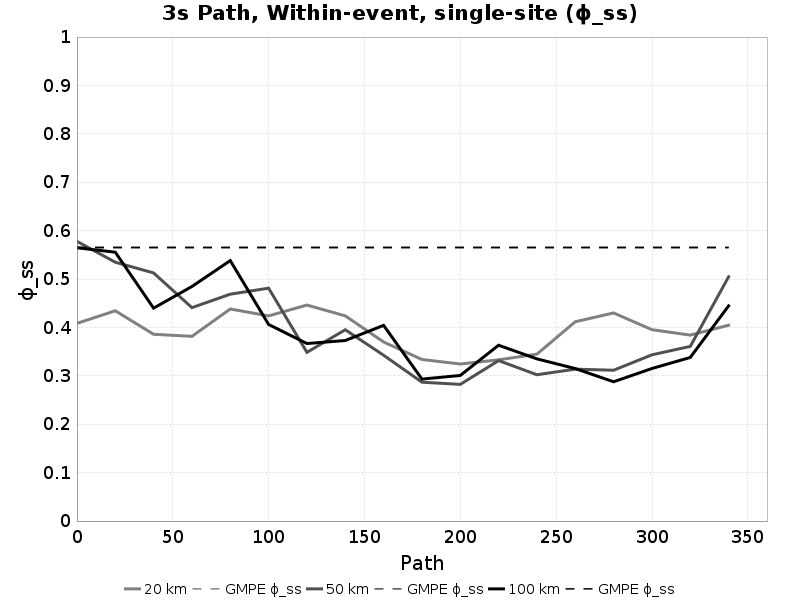 3s Path, Within-event, single-site (ϕ_ss)
1
0.9
0.8
0.7
0.6
0.5
0.4
0.3
0.2
0.1
0
ϕ_ss
0 50 100 150 200 250 300 350
Path
20 km GMPE ϕ_ss 50 km GMPE ϕ_ss 100 km GMPE ϕ_ss